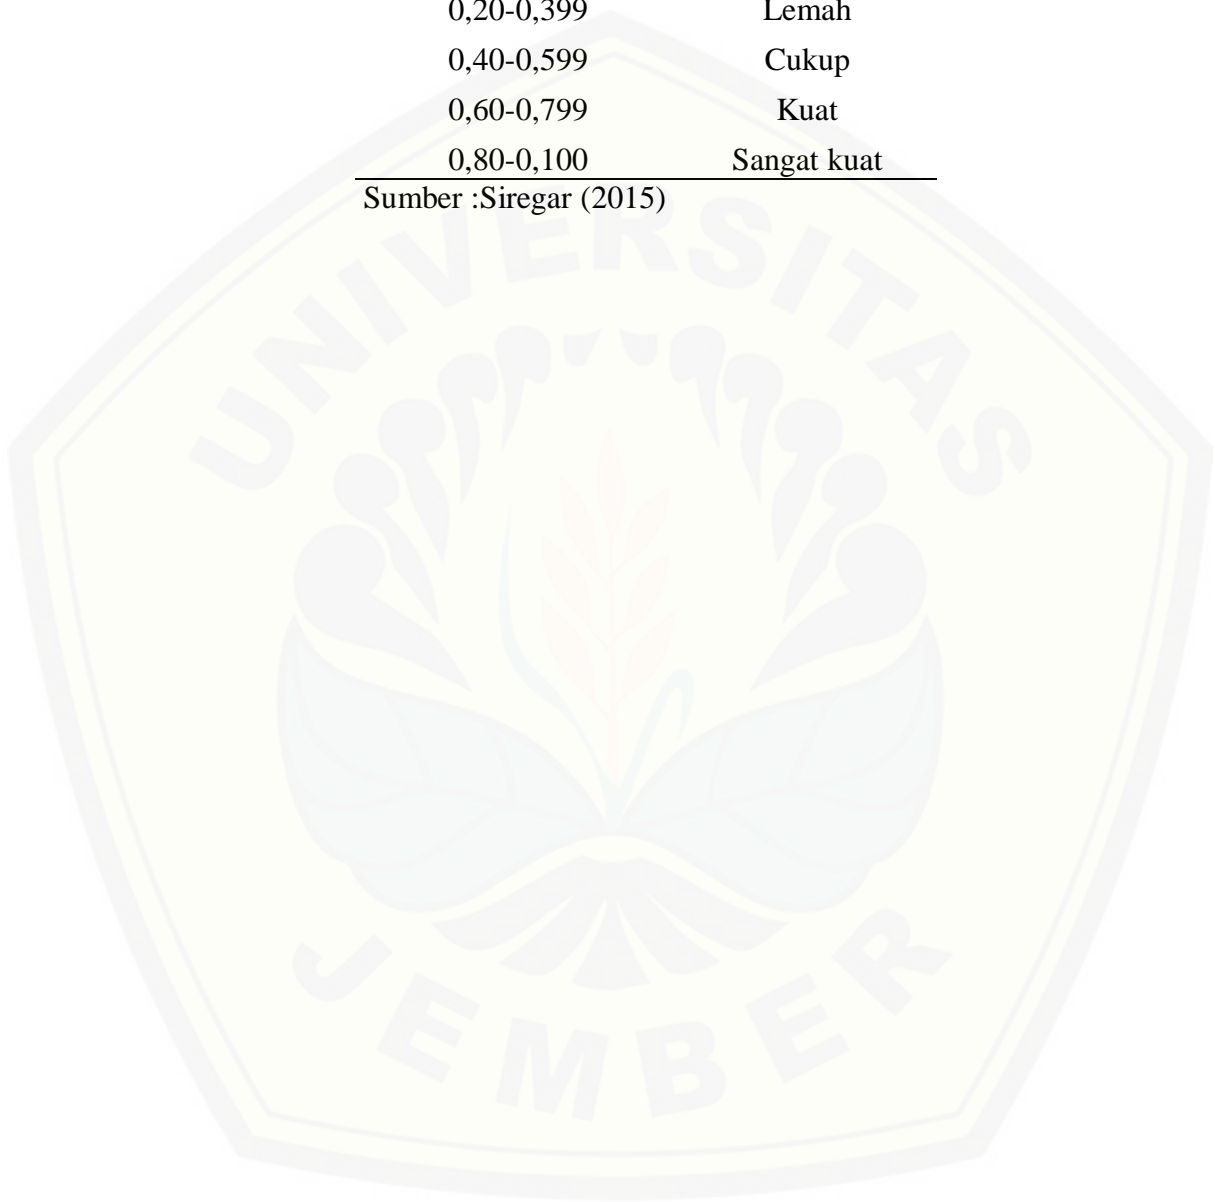 0,20-0,399 Lemah
0,40-0,599 Cukup
0,60-0,799 Kuat
0,80-0,100 Sangat kuat
Sumber :Siregar (2015)
UNIVERSITAS
JEMBER